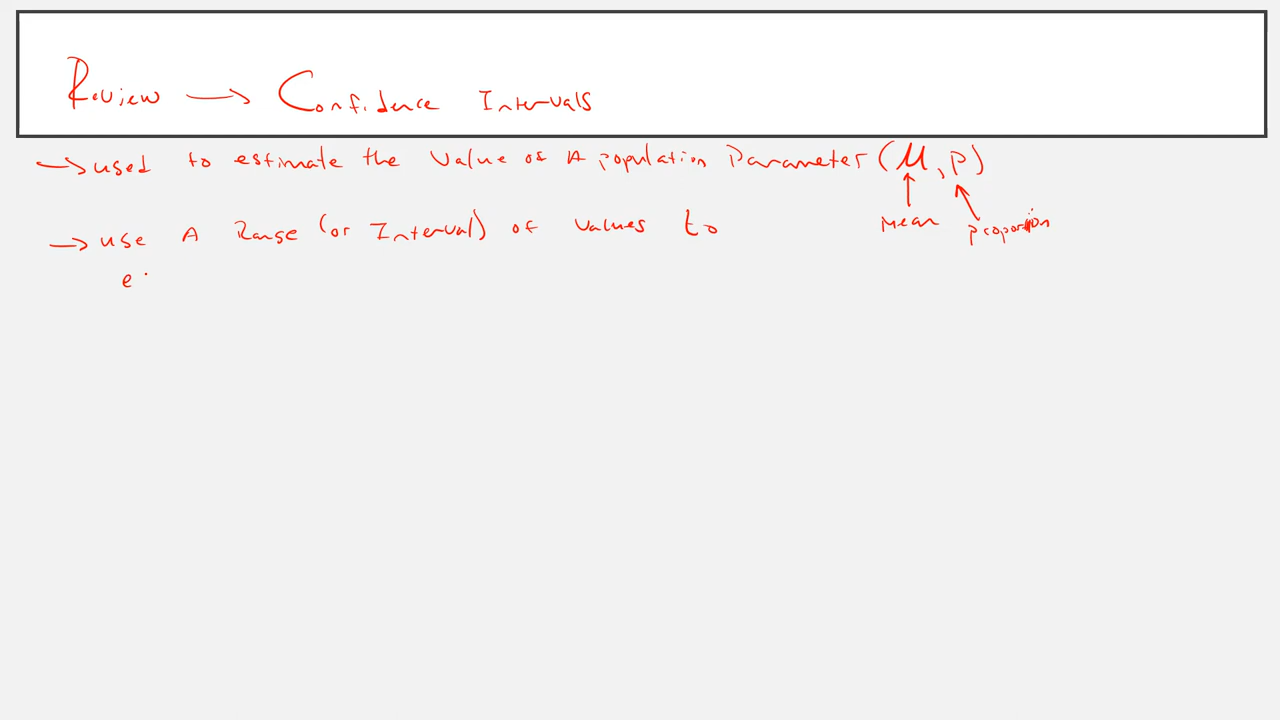 Review → Confidence Intervals
→ used to estimate the value of A population Parameter (μ, p)
Mean proportion
→ use A Range (or Interval) of values to
e